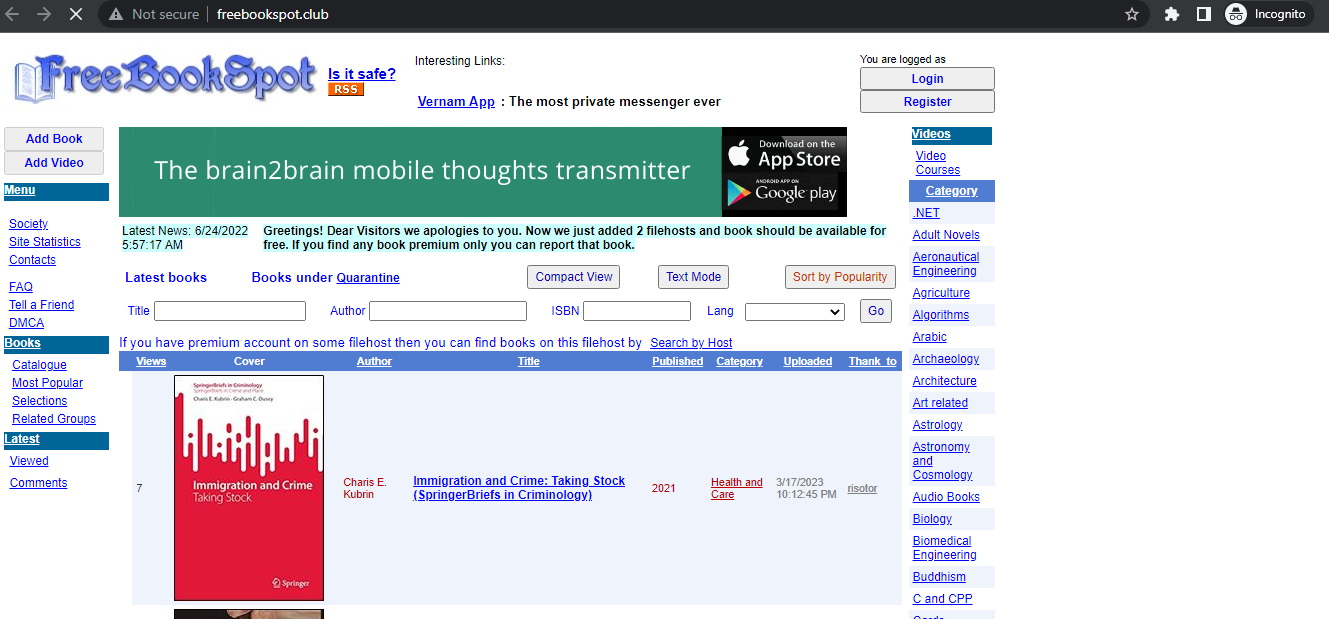 Not secure
freebookspot.club
Incognito
FreeBookSpot
Is it safe?
RSS
Interesting Links:
Vernam App : The most private messenger ever
You are logged as
Login
Register
Add Book
Add Video
Menu
Society
Site Statistics
Contacts
FAQ
Tell a Friend
DMCA
Books
Catalogue
Most Popular
Selections
Related Groups
Latest
Viewed
Comments
The brain2brain mobile thoughts transmitter
Download on the
App Store
ANDROID APP ON
Google play
Latest News: 6/24/2022
5:57:17 AM
Greetings! Dear Visitors we apologies to you. Now we just added 2 filehosts and book should be available for
free. If you find any book premium only you can report that book.
Latest books
Books under Quarantine
Compact View
Text Mode
Sort by Popularity
Title
Author
ISBN
Lang
Go
If you have premium account on some filehost then you can find books on this filehost by Search by Host
Views Cover Author Title Published Category Uploaded Thank to
7
SpringerBriefs in Criminology
SpringerBriefs in Crime and Place
Charis E. Kubrin · Graham C. Ousey
Immigration and Crime
Taking Stock
Springer
Charis E.
Kubrin
Immigration and Crime: Taking Stock
(SpringerBriefs in Criminology)
2021
Health and
Care
3/17/2023
10:12:45 PM
risotor
Videos
Video
Courses
Category
.NET
Adult Novels
Aeronautical
Engineering
Agriculture
Algorithms
Arabic
Archaeology
Architecture
Art related
Astrology
Astronomy
and
Cosmology
Audio Books
Biology
Biomedical
Engineering
Buddhism
C and CPP